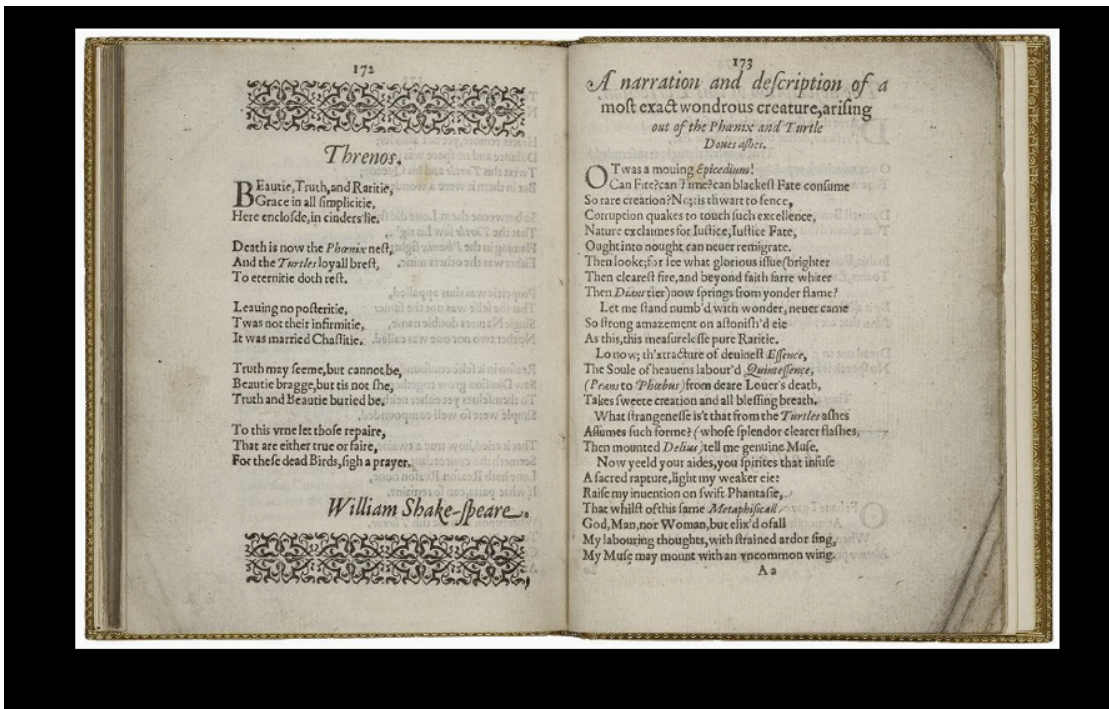 172
Threnos.
BEautie, Truth, and Raritie,
Grace in all simplicitie,
Here enclosde, in cinders lie.
Death is now the Phœnix nest,
And the Turtles loyall brest,
To eternitie doth rest.
Leauing no posteritie,
Twas not their infirmitie,
It was married Chastitie.
Truth may seeme, but cannot be,
Beautie bragge, but tis not she,
Truth and Beautie buried be.
To this vrne let those repaire,
That are either true or faire,
For these dead Birds, sigh a prayer.
William Shake-speare.
173
A narration and description of a
most exact wondrous creature, arising
out of the Phœnix and Turtle
Doues ashes.
O Twas a mouing Epicedium!
Can Fire? can Time? can blackest Fate consume
So rare creation? No; tis thwart to sence,
Corruption quakes to touch such excellence,
Nature exclaimes for Iustice, Iustice Fate,
Ought into nought can neuer remigrate.
Then looke; for see what glorious issue (brighter
Then clearest fire, and beyond faith farre whiter
Then Dians tier) now springs from yonder flame?
Let me stand numb'd with wonder, neuer came
So strong amazement on astonish'd eie
As this, this measurelesse pure Raritie.
Lo now; th'xtracture of deuinest Essence,
The Soule of heauens labour'd Quintessence,
(Peans to Phœbus) from deare Louer's death,
Takes sweete creation and all blessing breath.
What strangenesse is't that from the Turtles ashes
Assumes such forme? (whose splendor clearer flashes,
Then mounted Delius) tell me genuine Muse.
Now yeeld your aides, you spirites that infuse
A sacred rapture, light my weaker eie:
Raise my inuention on swift Phantasie,
That whilst of this same Metaphisicall
God, Man, nor Woman, but elix'd of all
My labouring thoughts, with strained ardor sing,
My Muse may mount with an vncommon wing.
A a